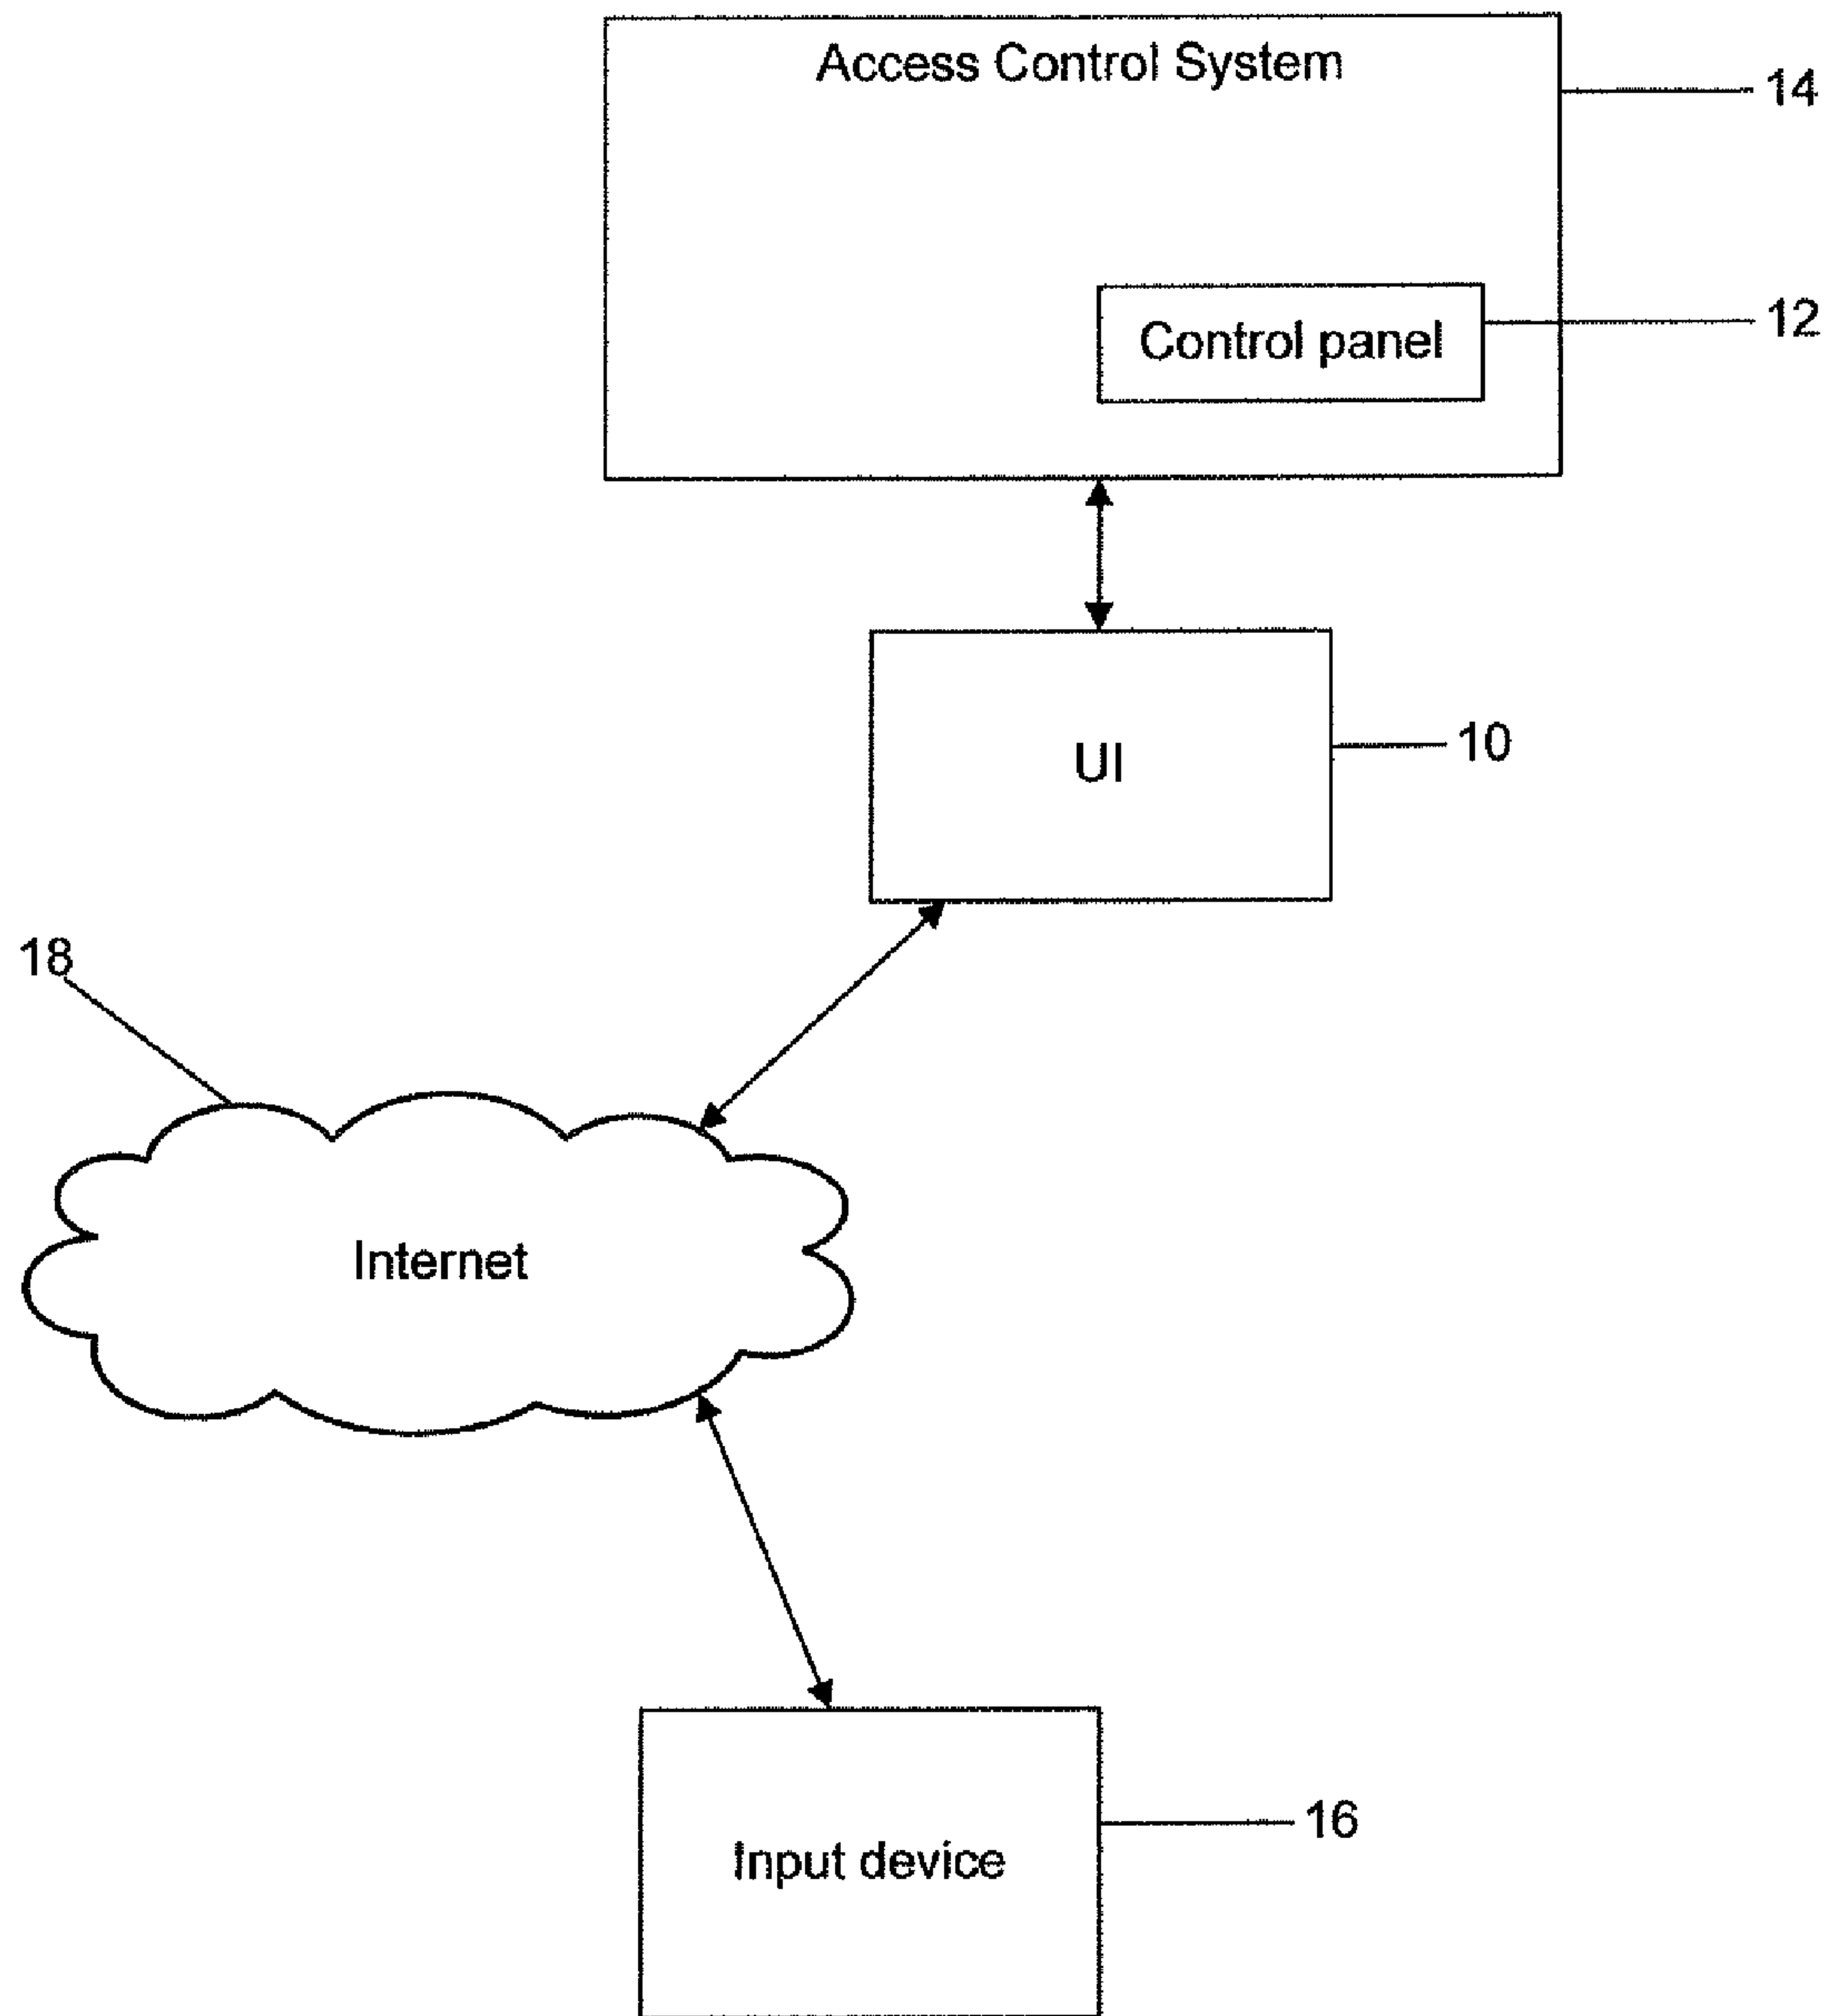 Access Control System
14
Control panel
12
UI
10
18
Internet
Input device
16